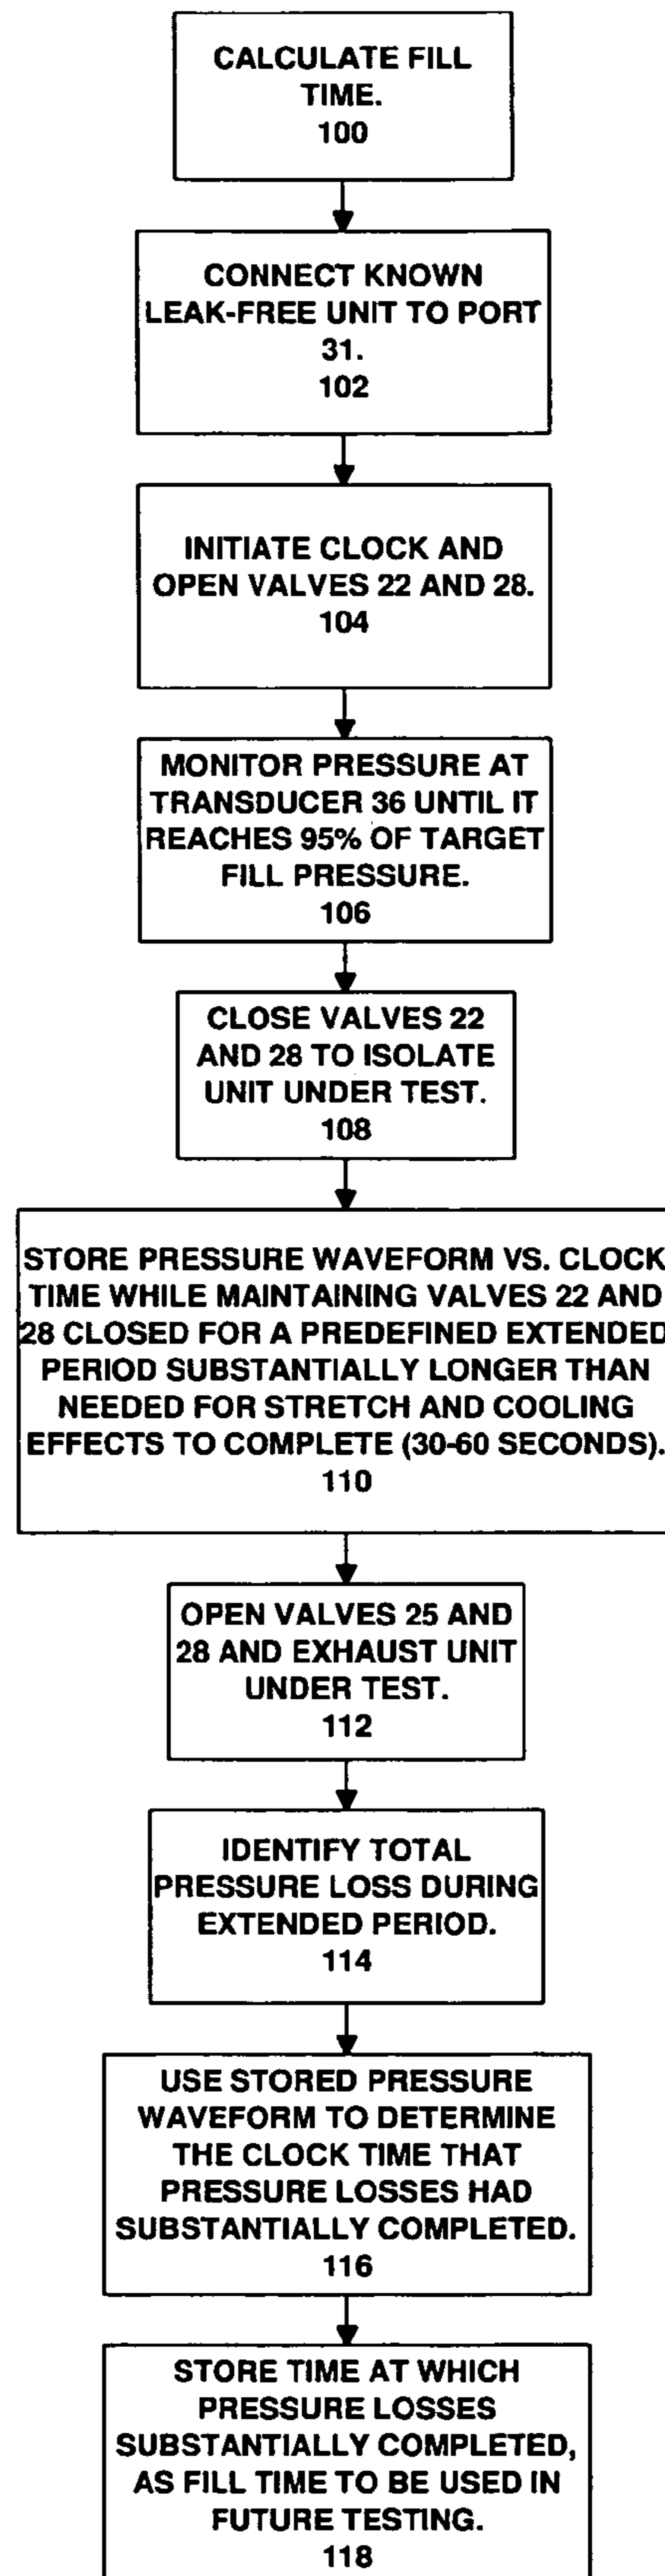 CALCULATE FILL
TIME.
100
CONNECT KNOWN
LEAK-FREE UNIT TO PORT
31.
102
INITIATE CLOCK AND
OPEN VALVES 22 AND 28.
104
MONITOR PRESSURE AT
TRANSDUCER 36 UNTIL IT
REACHES 95% OF TARGET
FILL PRESSURE.
106
CLOSE VALVES 22
AND 28 TO ISOLATE
UNIT UNDER TEST.
108
STORE PRESSURE WAVEFORM VS. CLOCK
TIME WHILE MAINTAINING VALVES 22 AND
28 CLOSED FOR A PREDEFINED EXTENDED
PERIOD SUBSTANTIALLY LONGER THAN
NEEDED FOR STRETCH AND COOLING
EFFECTS TO COMPLETE (30-60 SECONDS).
110
OPEN VALVES 25 AND
28 AND EXHAUST UNIT
UNDER TEST.
112
IDENTIFY TOTAL
PRESSURE LOSS DURING
EXTENDED PERIOD.
114
USE STORED PRESSURE
WAVEFORM TO DETERMINE
THE CLOCK TIME THAT
PRESSURE LOSSES HAD
SUBSTANTIALLY COMPLETED.
116
STORE TIME AT WHICH
PRESSURE LOSSES
SUBSTANTIALLY COMPLETED,
AS FILL TIME TO BE USED IN
FUTURE TESTING.
118